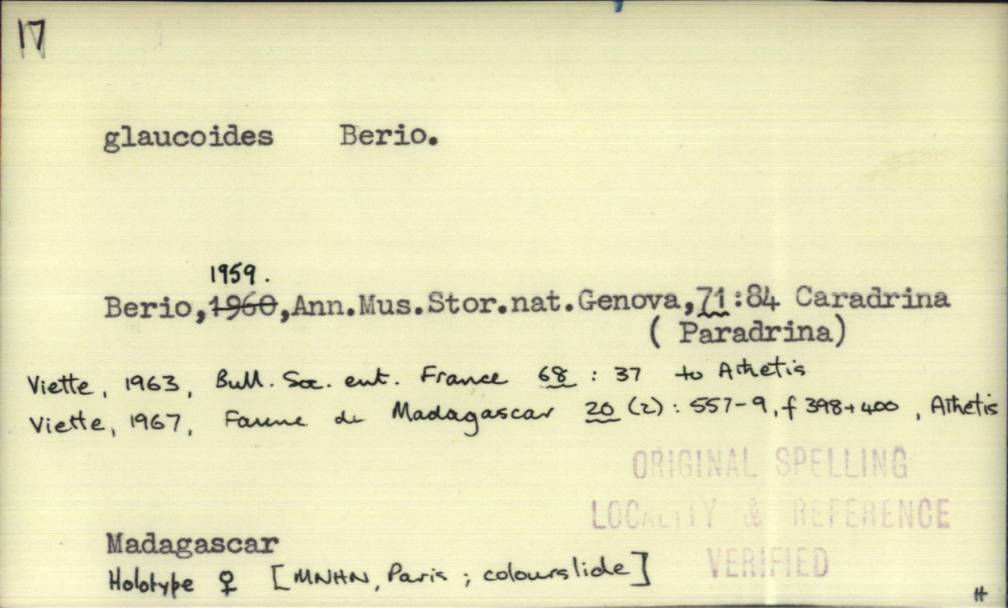 17
glaucoides Berio.
1959.
Berio,1960,Ann.Mus.Stor.nat.Genova,71:84 Caradrina
( Paradrina)
Viette, 1963, Bull. Soc. ent. France 68 : 37 to Athetis
Viette, 1967, Faune de Madagascar 20 (2) : 557-9, f 398+400, Athetis
ORIGINAL SPELLING
LOCALITY & REFERENCE
VERIFIED
Madagascar
Holotype ♀ [MNHN, Paris ; colourslide]
H